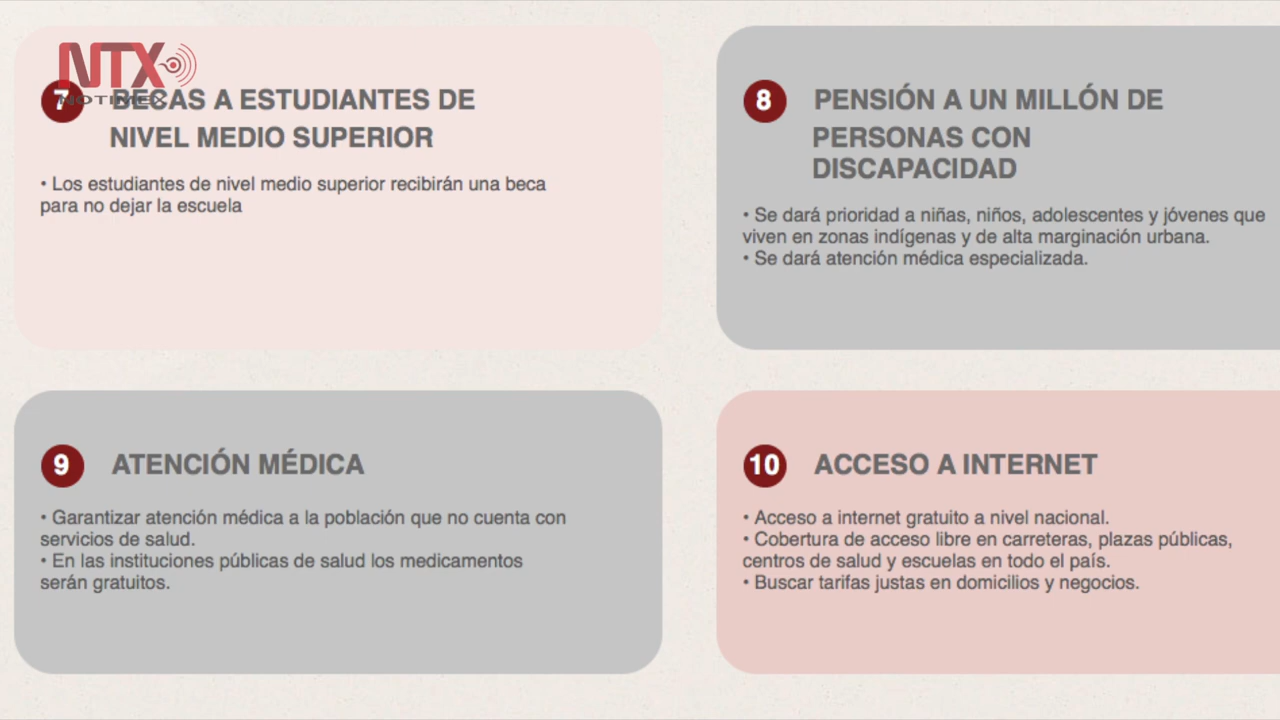 NTX
NOTIMEX
7 BECAS A ESTUDIANTES DE
NIVEL MEDIO SUPERIOR
• Los estudiantes de nivel medio superior recibirán una beca
para no dejar la escuela
8 PENSIÓN A UN MILLÓN DE
PERSONAS CON
DISCAPACIDAD
• Se dará prioridad a niñas, niños, adolescentes y jóvenes que
viven en zonas indígenas y de alta marginación urbana.
• Se dará atención médica especializada.
9 ATENCIÓN MÉDICA
• Garantizar atención médica a la población que no cuenta con
servicios de salud.
• En las instituciones públicas de salud los medicamentos
serán gratuitos.
10 ACCESO A INTERNET
• Acceso a internet gratuito a nivel nacional.
• Cobertura de acceso libre en carreteras, plazas públicas,
centros de salud y escuelas en todo el país.
• Buscar tarifas justas en domicilios y negocios.